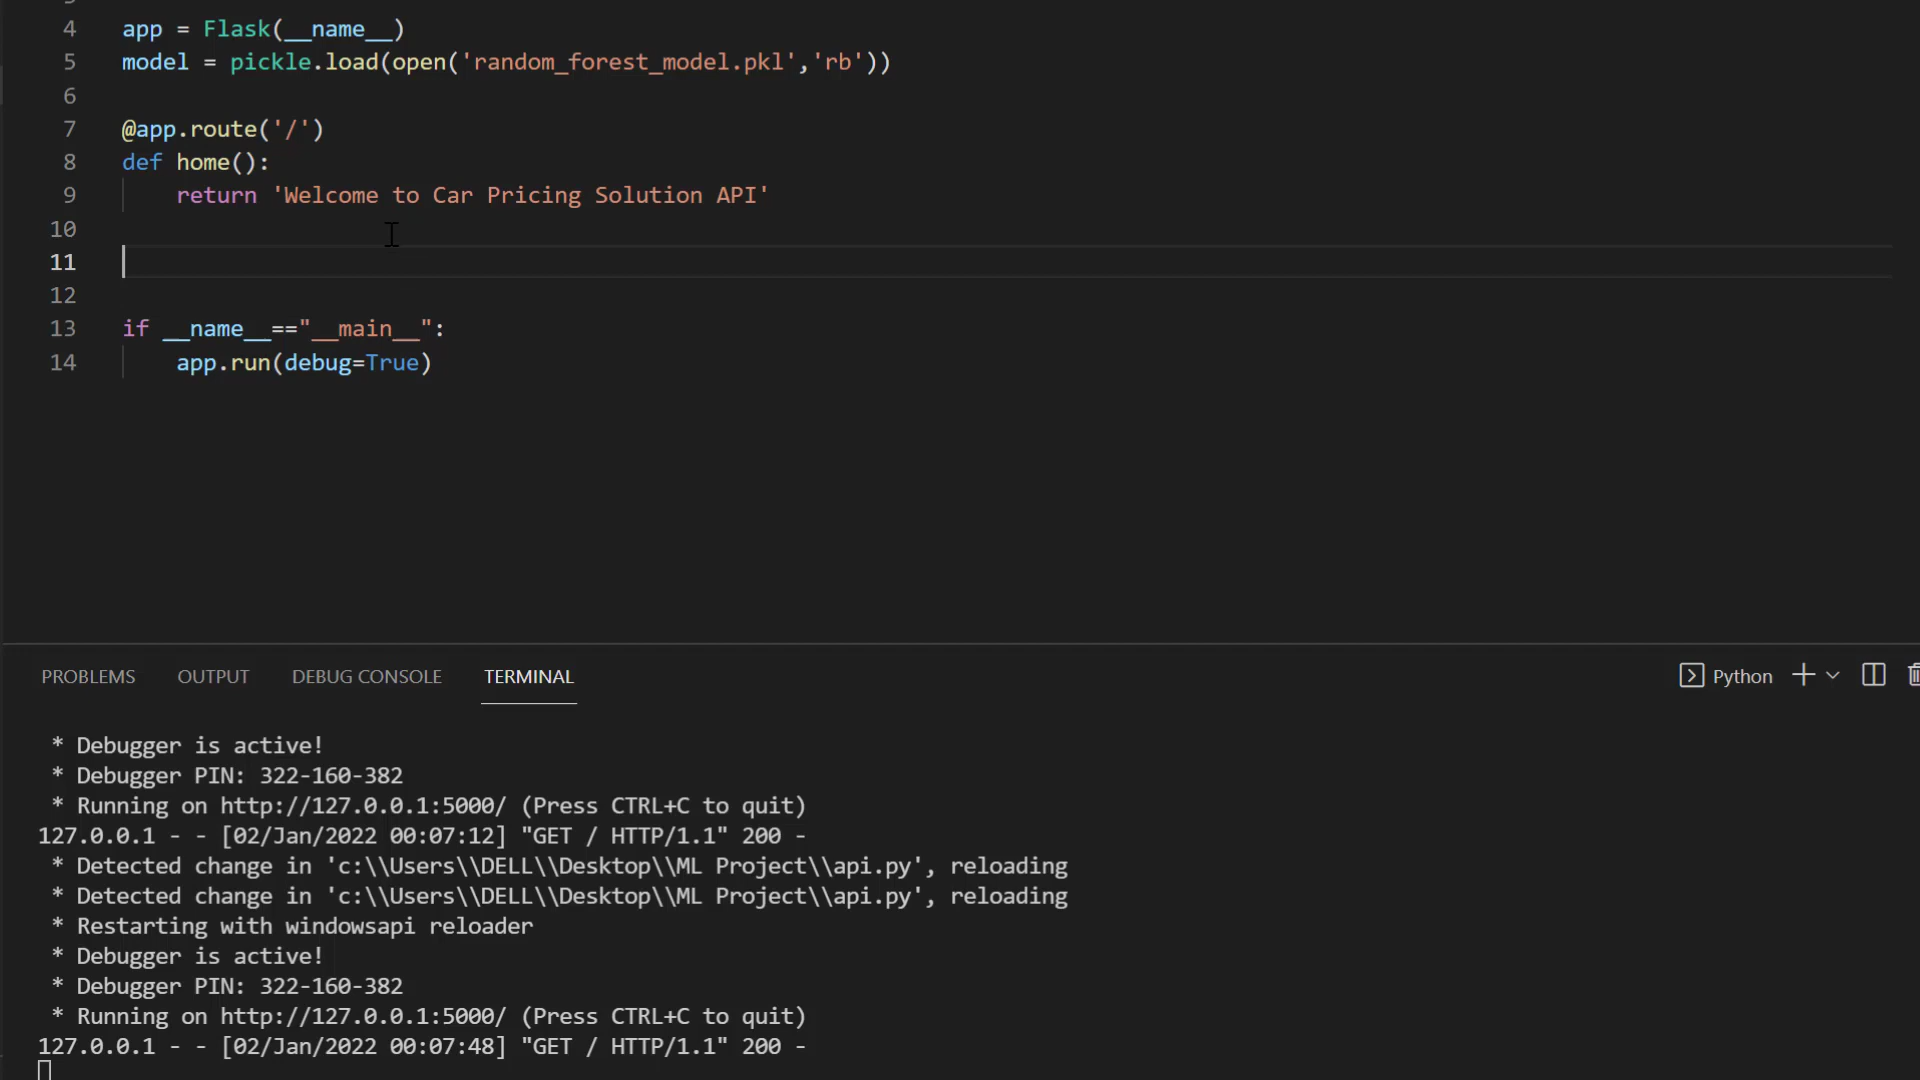 4 app = Flask(__name__)
5 model = pickle.load(open('random_forest_model.pkl','rb'))
6
7 @app.route('/')
8 def home():
9 return 'Welcome to Car Pricing Solution API'
10
11
12
13 if __name__=="__main__":
14 app.run(debug=True)
PROBLEMS OUTPUT DEBUG CONSOLE TERMINAL Python
* Debugger is active!
* Debugger PIN: 322-160-382
* Running on http://127.0.0.1:5000/ (Press CTRL+C to quit)
127.0.0.1 - - [02/Jan/2022 00:07:12] "GET / HTTP/1.1" 200 -
* Detected change in 'c:\\Users\\DELL\\Desktop\\ML Project\\api.py', reloading
* Detected change in 'c:\\Users\\DELL\\Desktop\\ML Project\\api.py', reloading
* Restarting with windowsapi reloader
* Debugger is active!
* Debugger PIN: 322-160-382
* Running on http://127.0.0.1:5000/ (Press CTRL+C to quit)
127.0.0.1 - - [02/Jan/2022 00:07:48] "GET / HTTP/1.1" 200 -